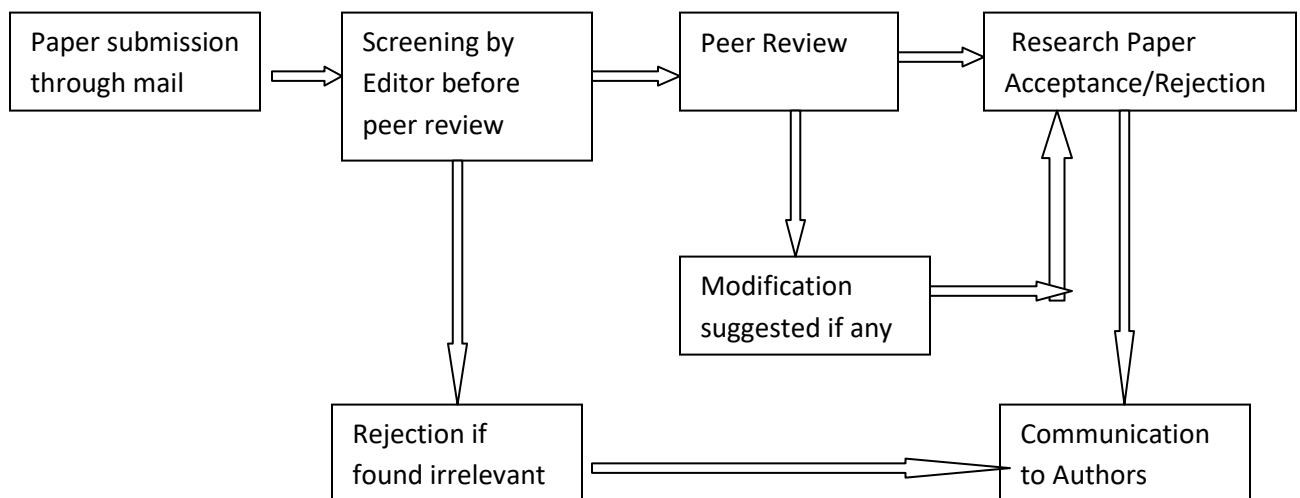 Paper submission
through mail
Screening by
Editor before
peer review
Peer Review
Research Paper
Acceptance/Rejection
Modification
suggested if any
Rejection if
found irrelevant
Communication
to Authors